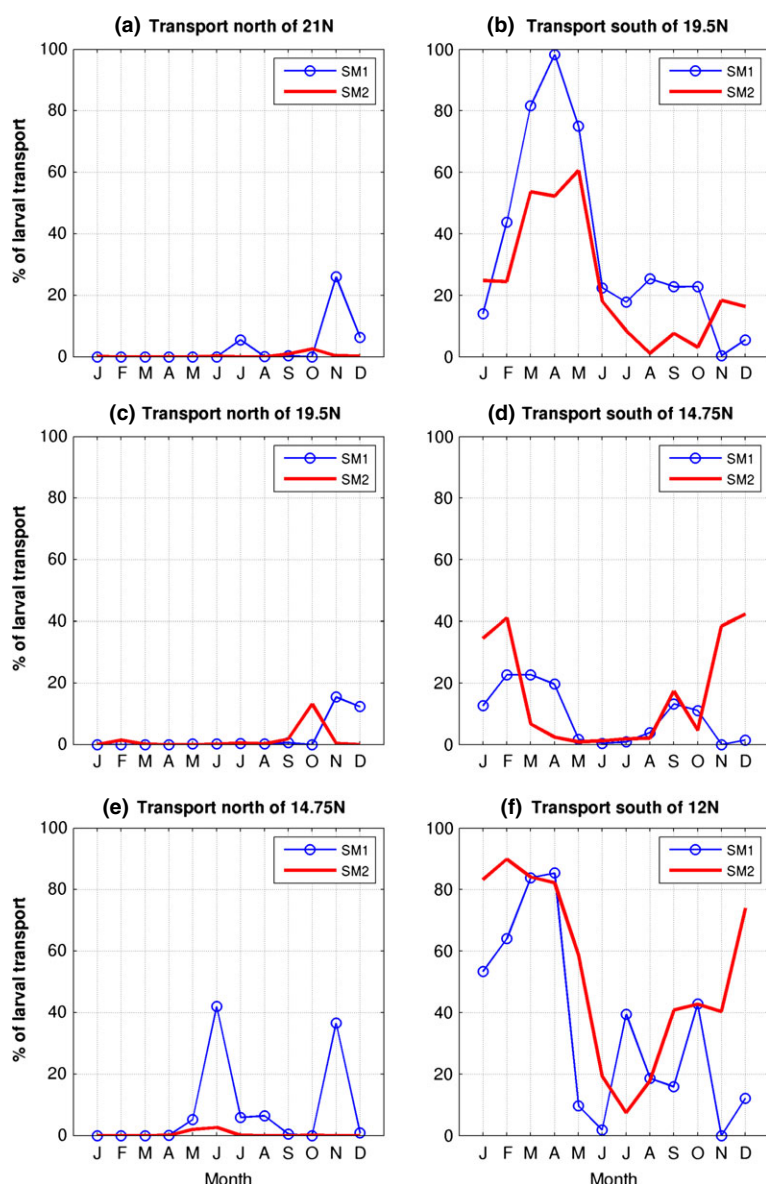 (a) Transport north of 21N
% of larval transport
100
80
60
40
20
0
SM1
SM2
J F M A M J J A S O N D
(b) Transport south of 19.5N
100
80
60
40
20
0
SM1
SM2
J F M A M J J A S O N D
(c) Transport north of 19.5N
% of larval transport
100
80
60
40
20
0
SM1
SM2
J F M A M J J A S O N D
(d) Transport south of 14.75N
100
80
60
40
20
0
SM1
SM2
J F M A M J J A S O N D
(e) Transport north of 14.75N
% of larval transport
100
80
60
40
20
0
SM1
SM2
J F M A M J J A S O N D
Month
(f) Transport south of 12N
100
80
60
40
20
0
SM1
SM2
J F M A M J J A S O N D
Month